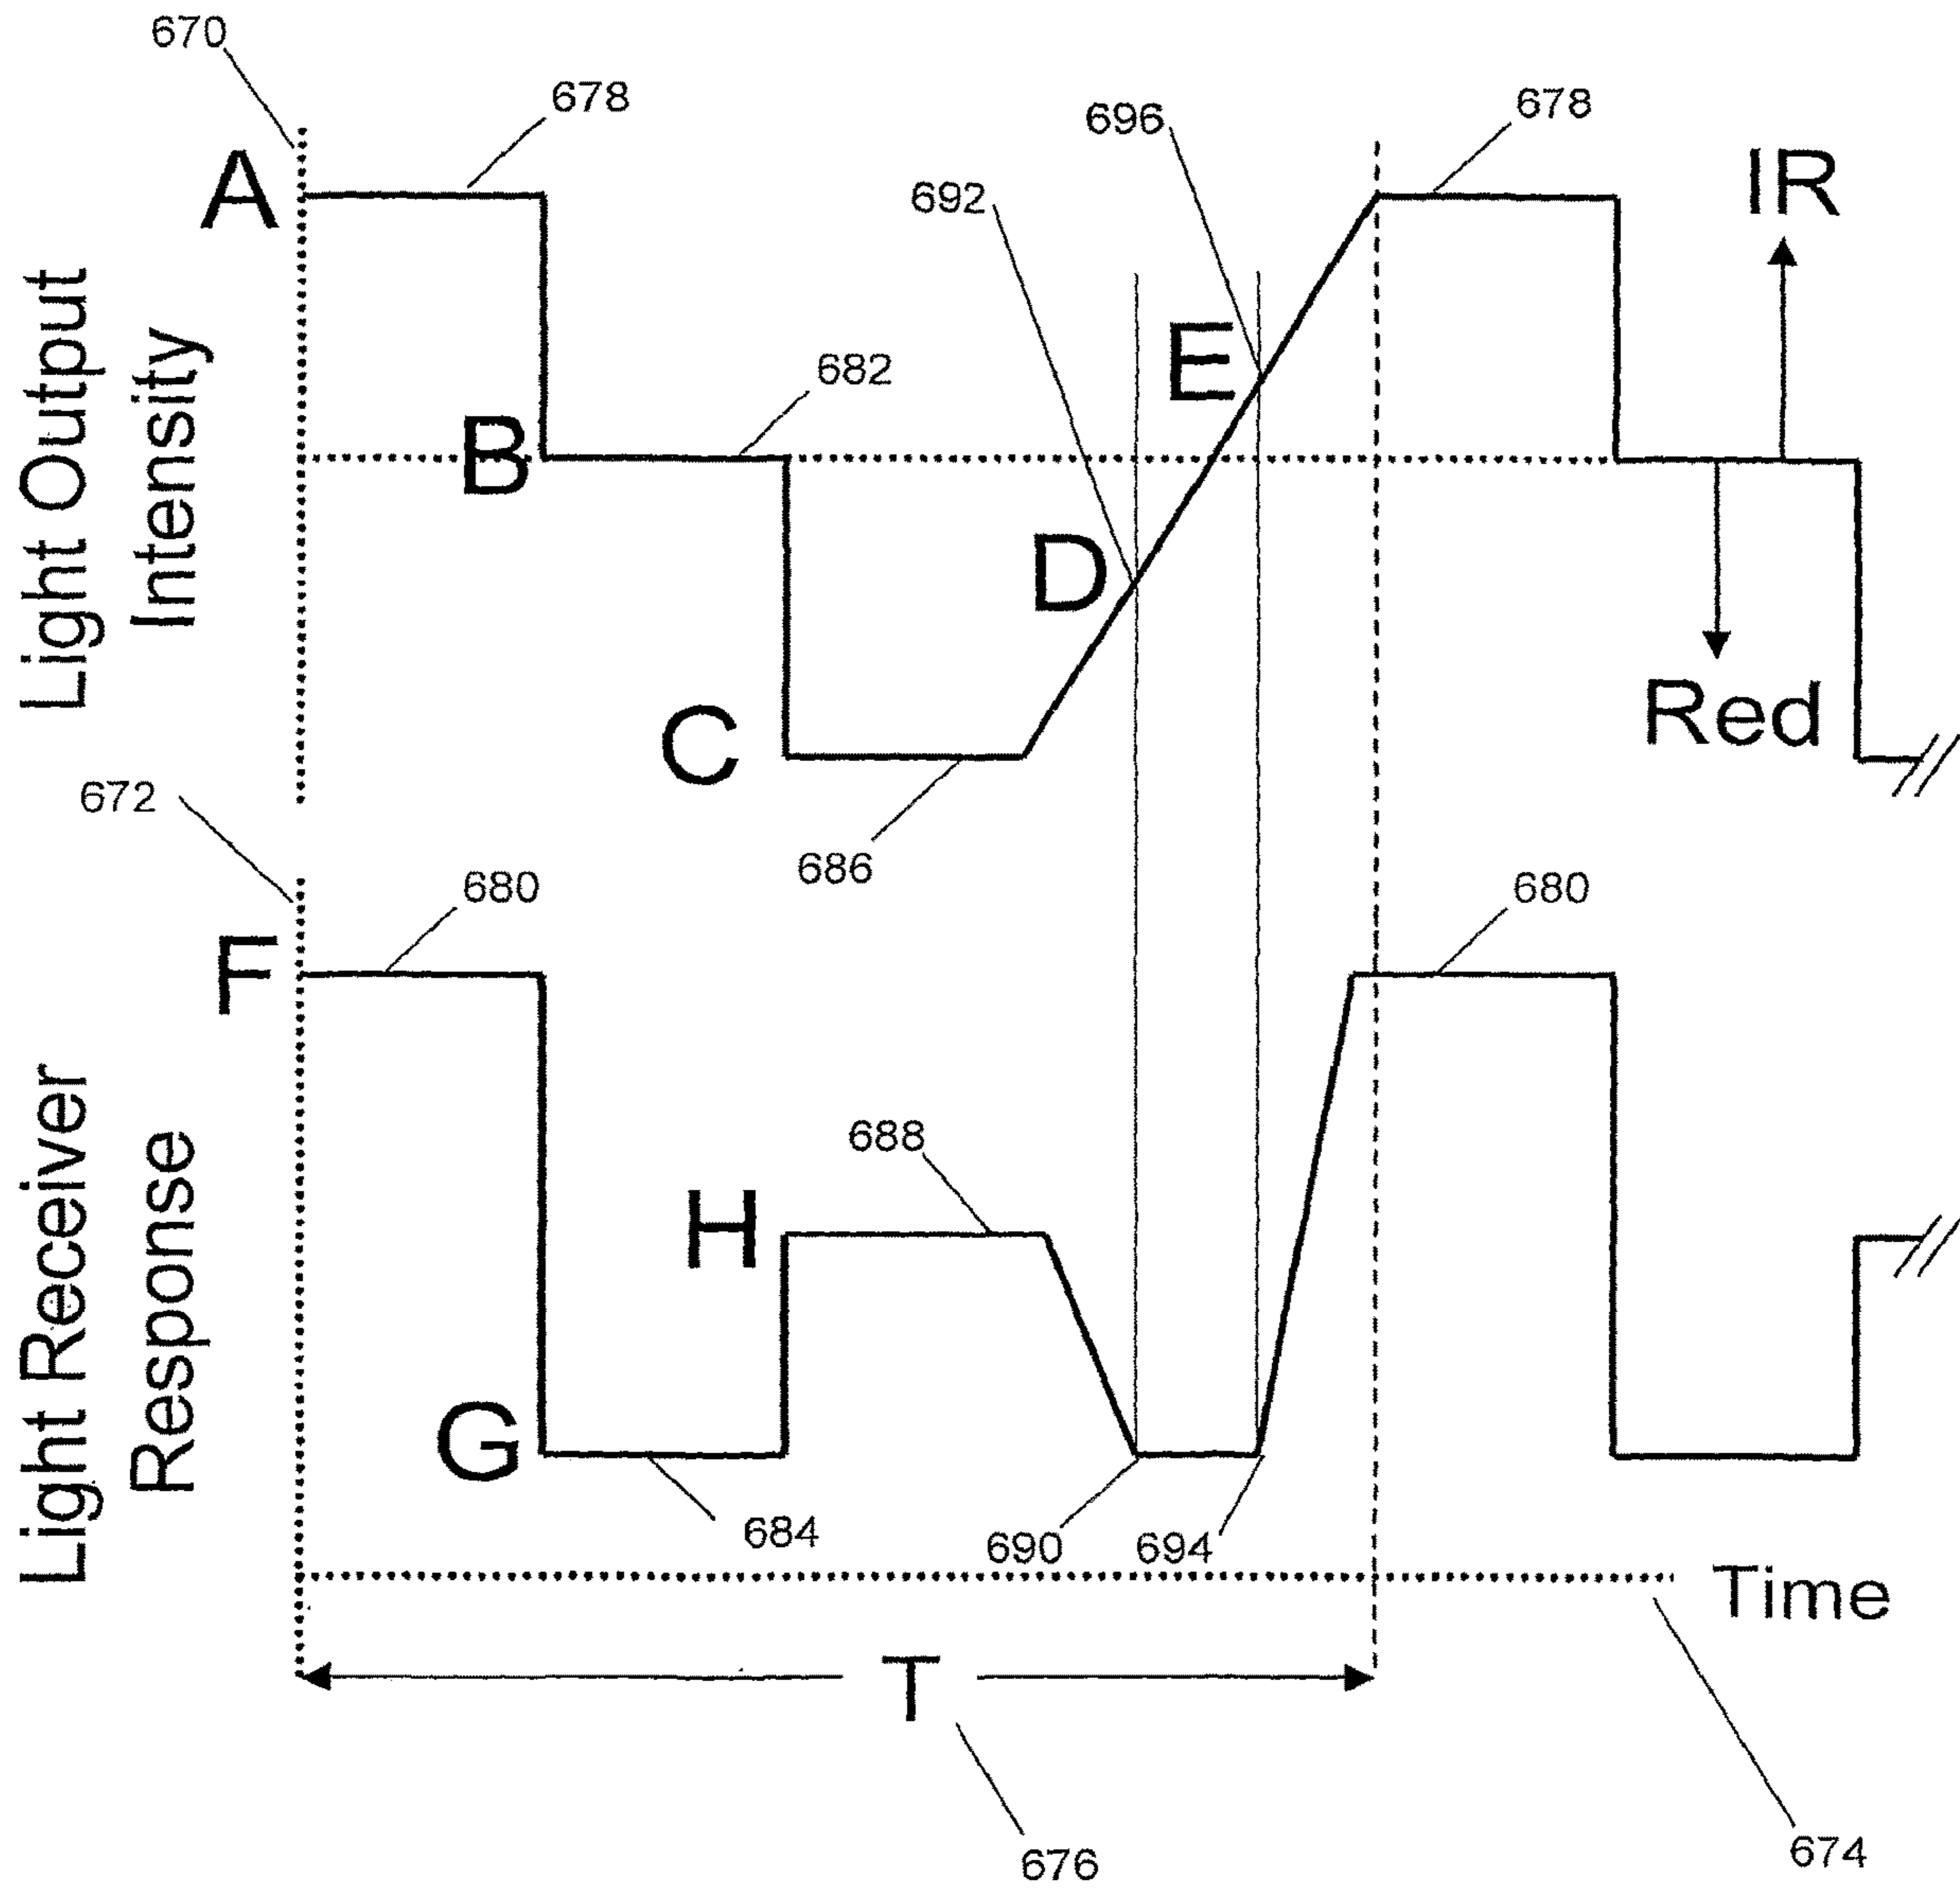 670
678
696
678
A
692
IR
E
682
B
D
Light Output
Intensity
C
Red
672
686
680
680
F
688
H
G
Light Receiver
Response
684
690
694
Time
T
676
674